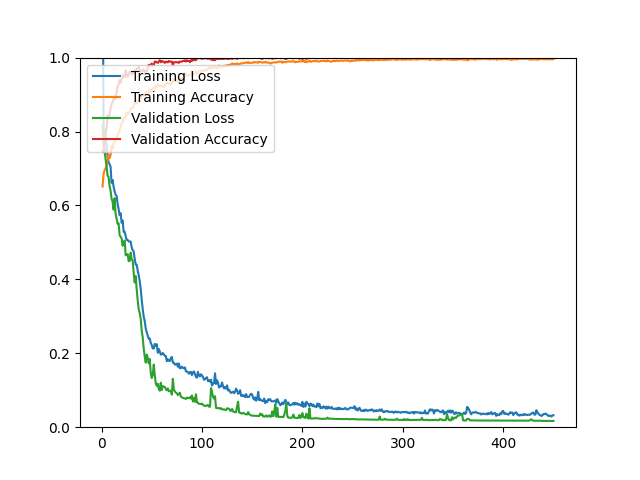 1.0
0.8
0.6
0.4
0.2
0.0
Training Loss
Training Accuracy
Validation Loss
Validation Accuracy
0 100 200 300 400